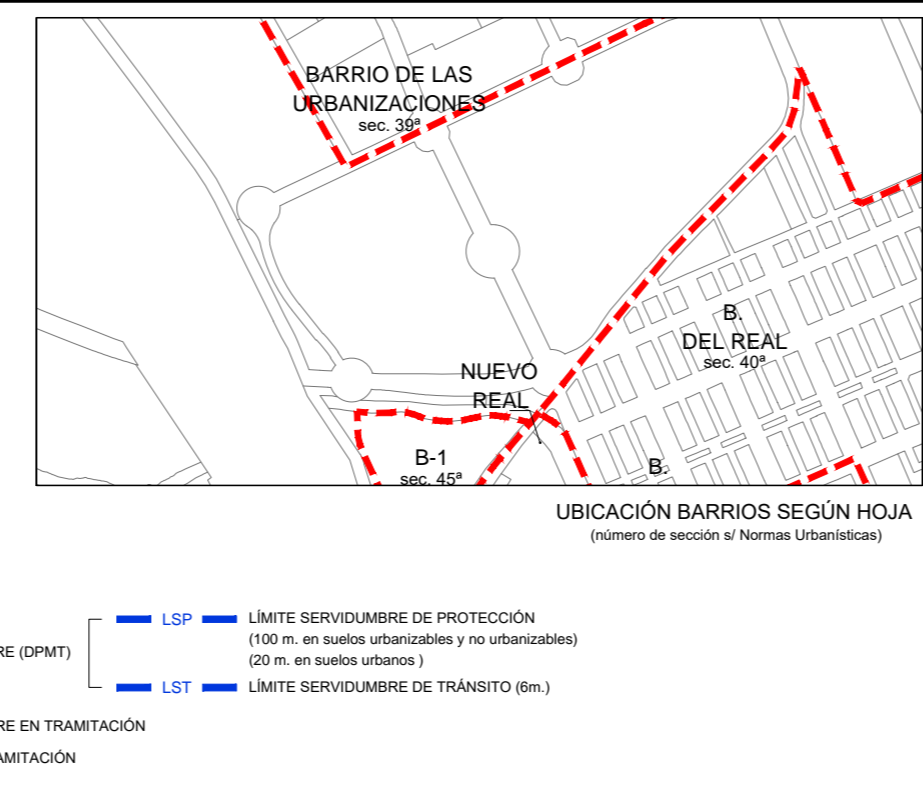 BARRIO DE LAS
URBANIZACIONES
sec. 39ª
B.
DEL REAL
sec. 40ª
NUEVO
REAL
B-1
sec. 45ª
B.
UBICACIÓN BARRIOS SEGÚN HOJA
(número de sección s/ Normas Urbanísticas)
RE (DPMT)
LSP LÍMITE SERVIDUMBRE DE PROTECCIÓN
(100 m. en suelos urbanizables y no urbanizables)
(20 m. en suelos urbanos )
LST LÍMITE SERVIDUMBRE DE TRÁNSITO (6m.)
RE EN TRAMITACIÓN
AMITACIÓN